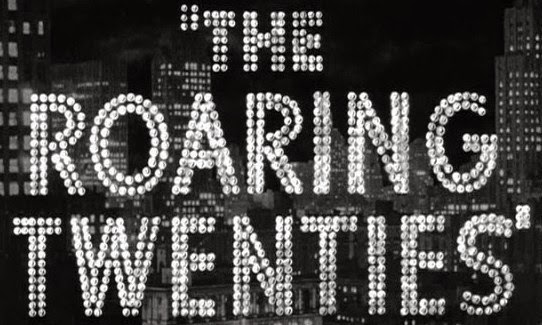 "THE
ROARING
TWENTIES"